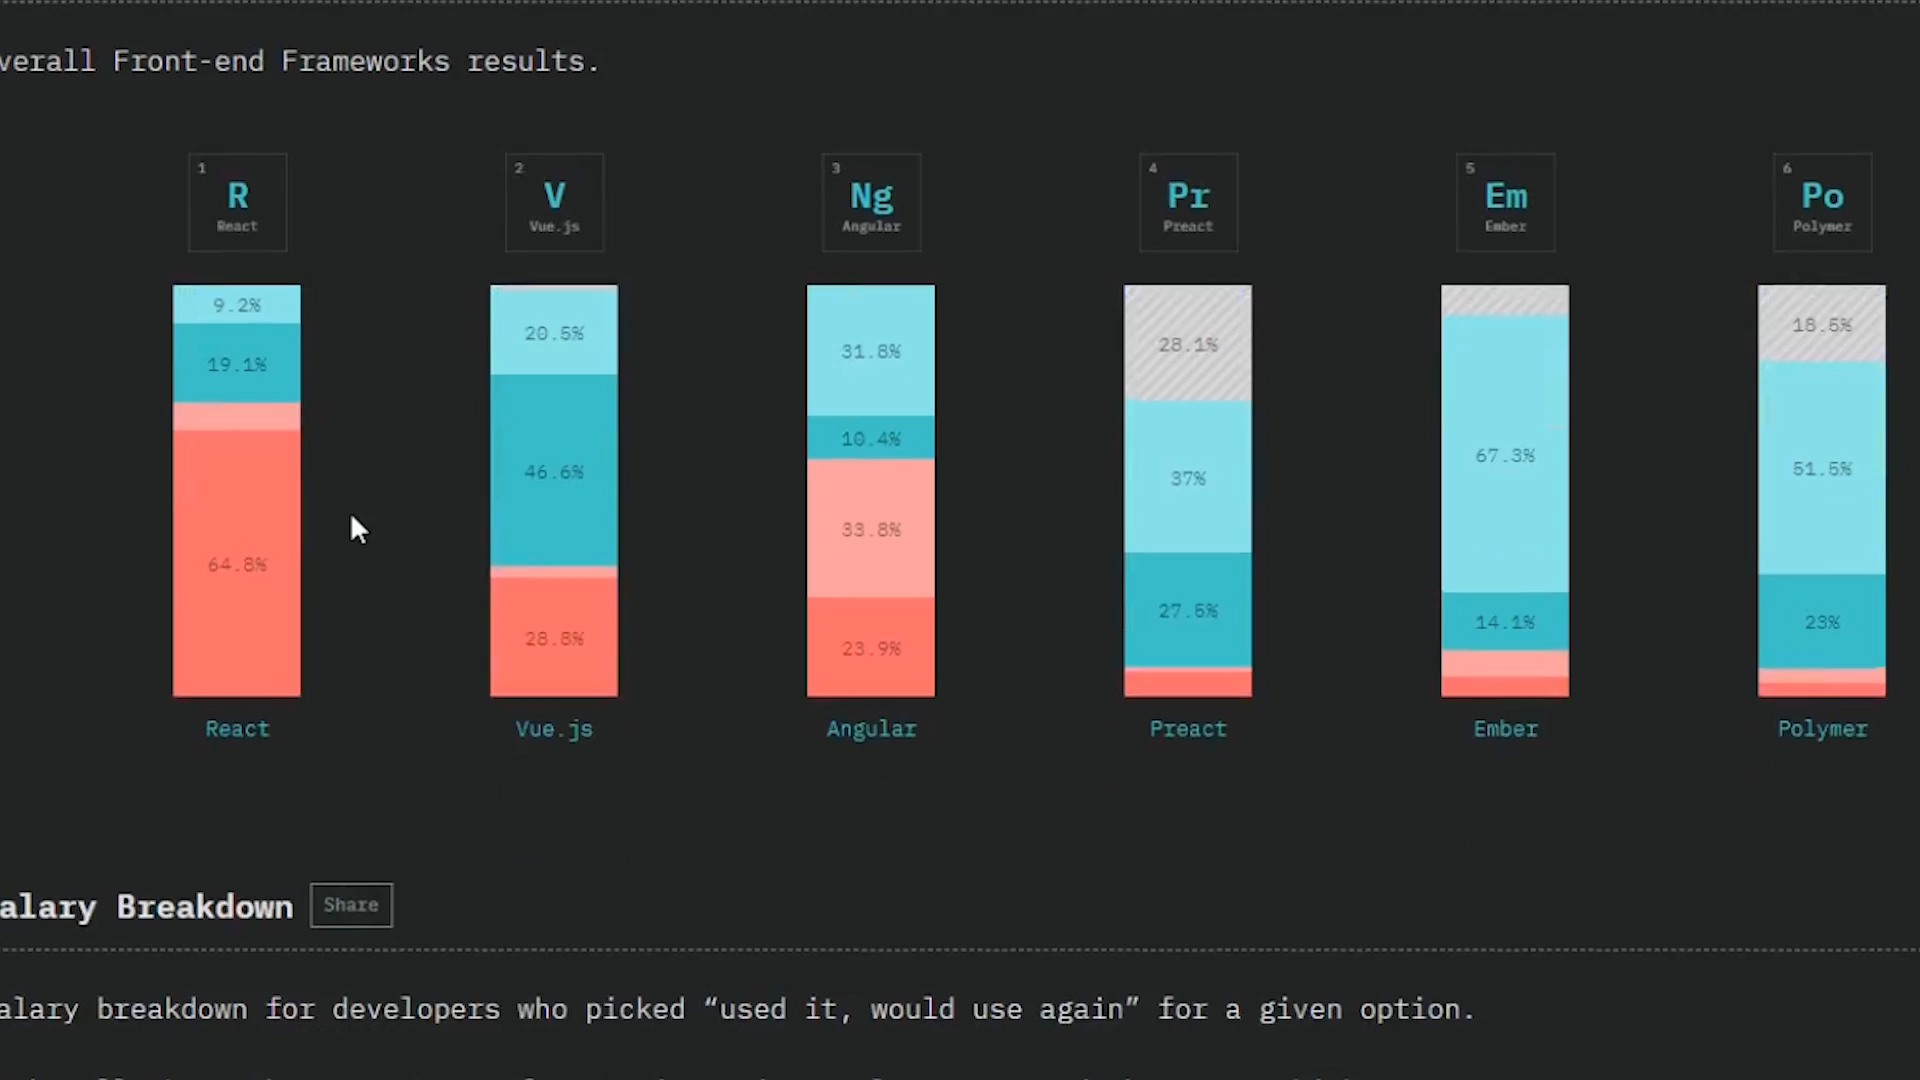 verall Front-end Frameworks results.
1
R
React
2
V
Vue.js
3
Ng
Angular
4
Pr
Preact
5
Em
Ember
6
Po
Polymer
9.2%
19.1%
64.8%
20.5%
46.6%
28.8%
31.8%
10.4%
33.8%
23.9%
28.1%
37%
27.5%
67.3%
14.1%
18.5%
51.5%
23%
React
Vue.js
Angular
Preact
Ember
Polymer
alary Breakdown
Share
alary breakdown for developers who picked “used it, would use again” for a given option.